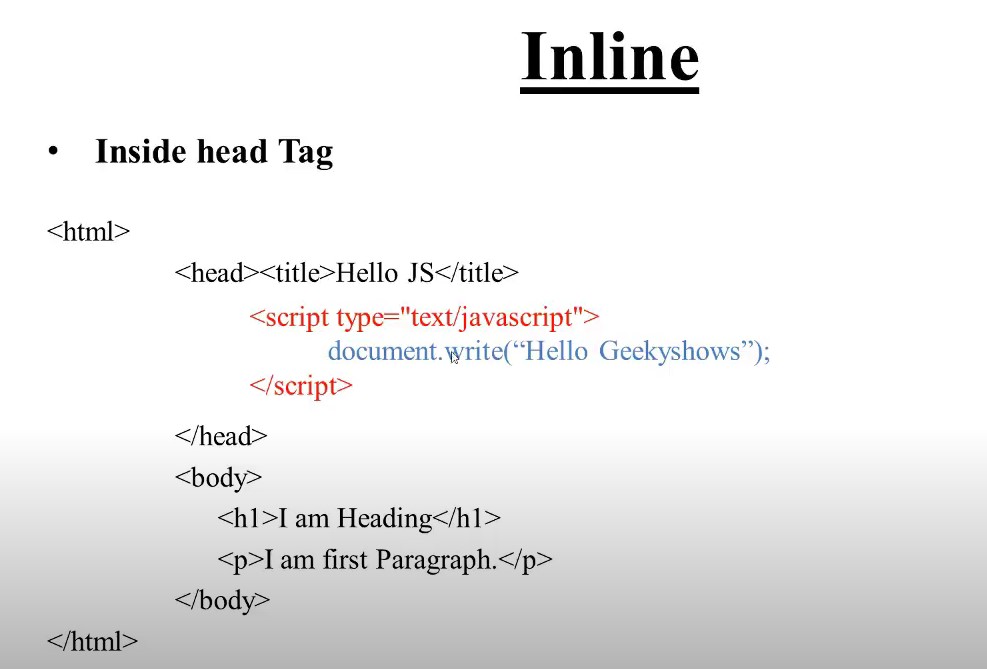 Inline
• Inside head Tag
<html>
<head><title>Hello JS</title>
<script type="text/javascript">
document.write(“Hello Geekyshows”);
</script>
</head>
<body>
<h1>I am Heading</h1>
<p>I am first Paragraph.</p>
</body>
</html>